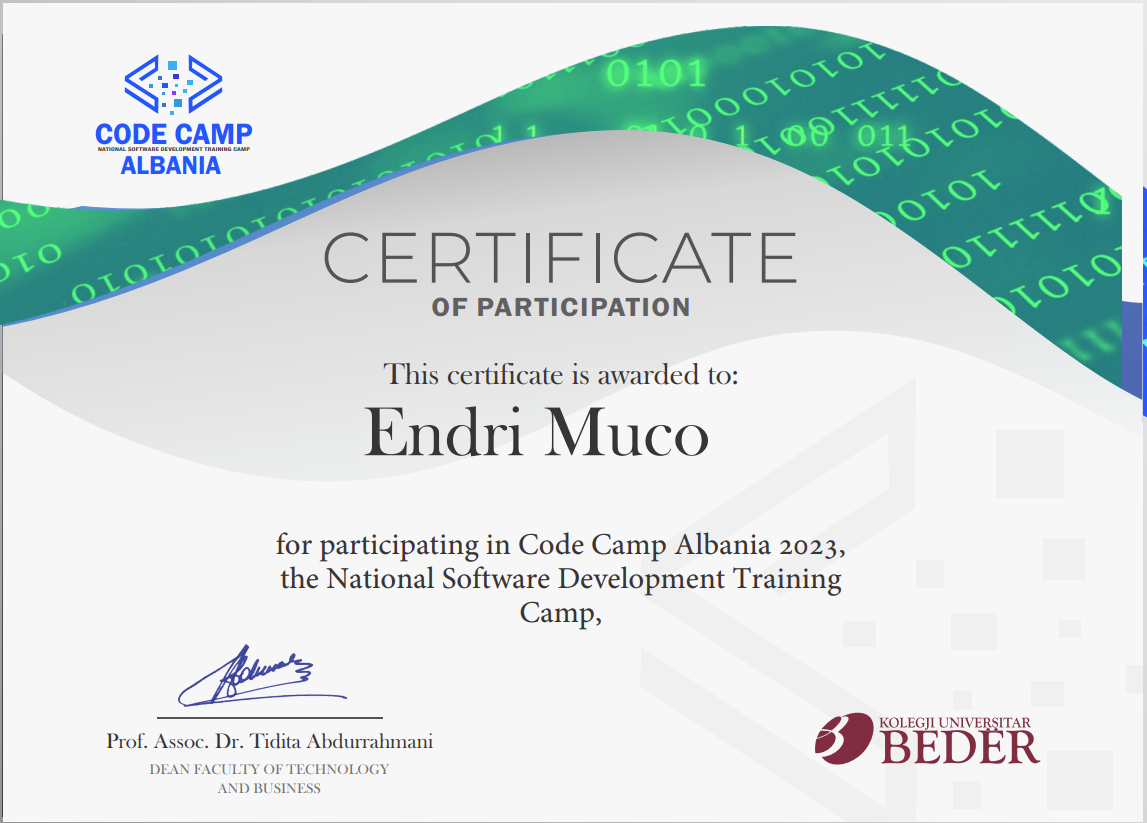 CODE CAMP
NATIONAL SOFTWARE DEVELOPMENT TRAINING CAMP
ALBANIA
CERTIFICATE
OF PARTICIPATION
This certificate is awarded to:
Endri Muco
for participating in Code Camp Albania 2023,
the National Software Development Training
Camp,
Prof. Assoc. Dr. Tidita Abdurrahmani
DEAN FACULTY OF TECHNOLOGY
AND BUSINESS
KOLEGJI UNIVERSITAR
BEDËR